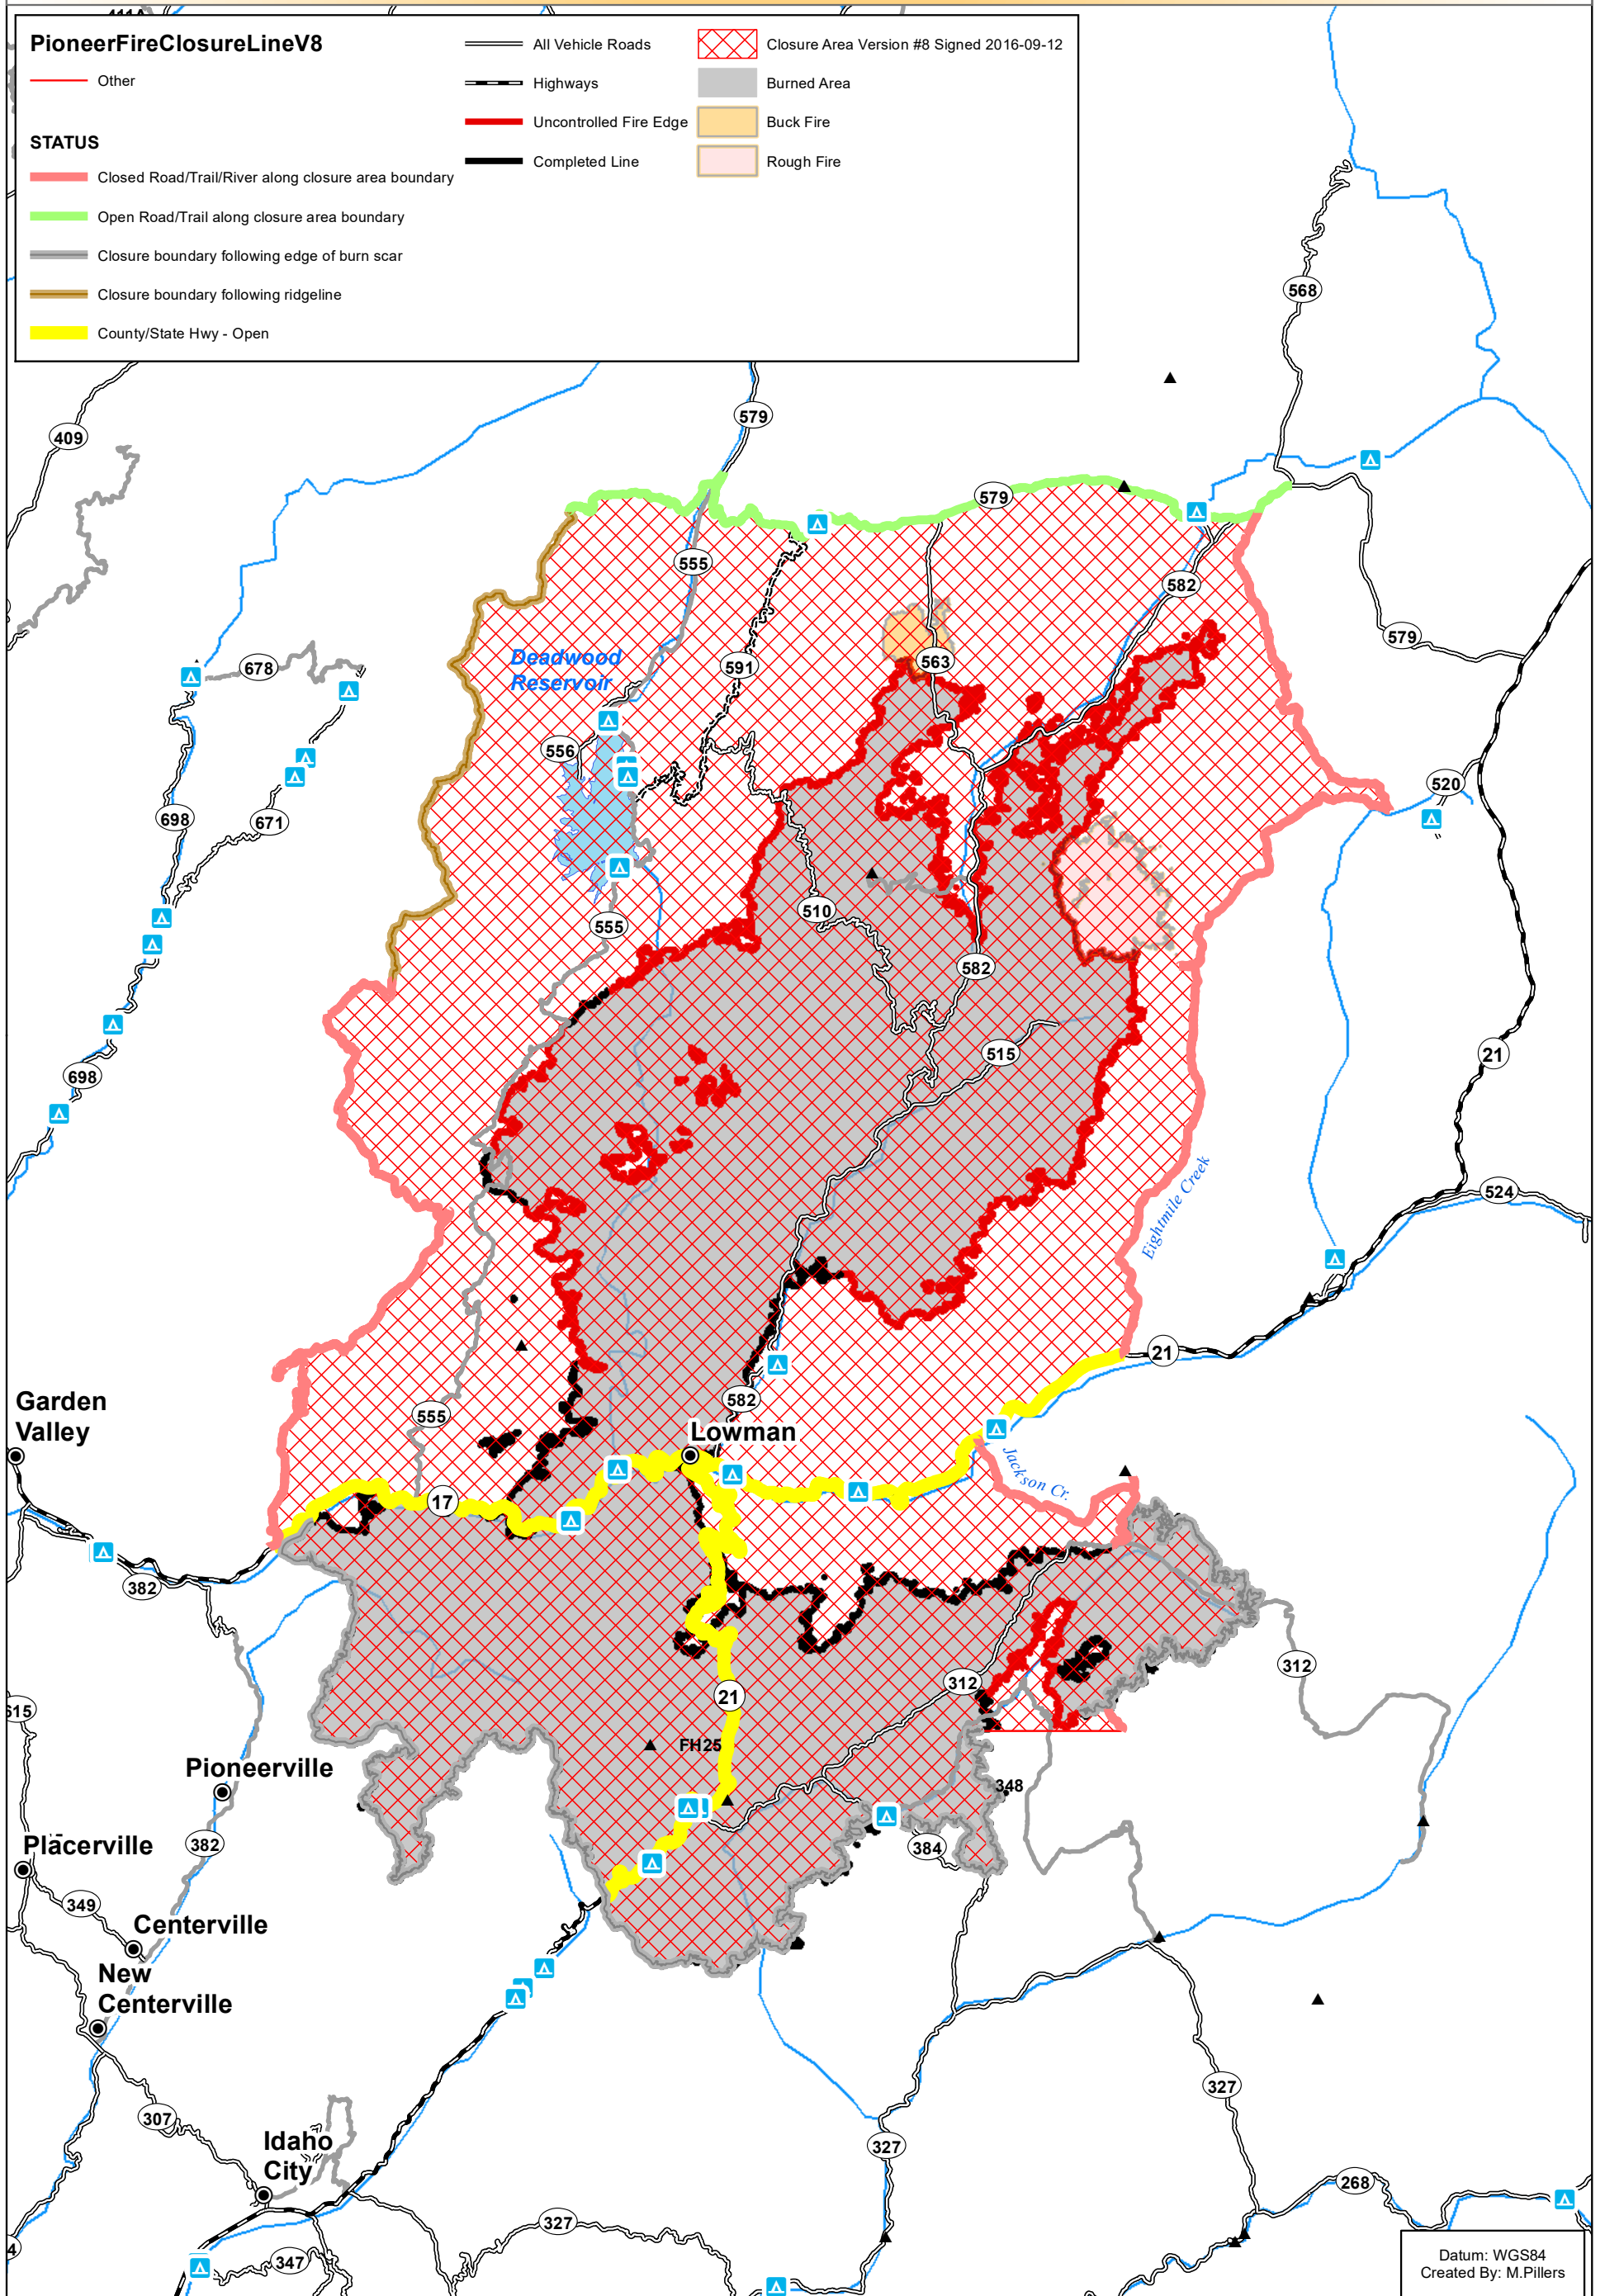 411A
PioneerFireClosureLineV8
Other
STATUS
Closed Road/Trail/River along closure area boundary
Open Road/Trail along closure area boundary
Closure boundary following edge of burn scar
Closure boundary following ridgeline
County/State Hwy - Open
All Vehicle Roads
Highways
Uncontrolled Fire Edge
Completed Line
Closure Area Version #8 Signed 2016-09-12
Burned Area
Buck Fire
Rough Fire
568
579
409
579
555
582
579
678
591
563
Deadwood
Reservoir
556
520
698
671
510
555
582
515
21
698
524
Eightmile Creek
21
582
Garden
Valley
555
Lowman
Jackson Cr.
17
382
312
312
21
615
FH25
348
Pioneerville
382
384
Placerville
349
Centerville
New
Centerville
327
307
327
Idaho
City
268
327
347
4
Datum: WGS84
Created By: M.Pillers